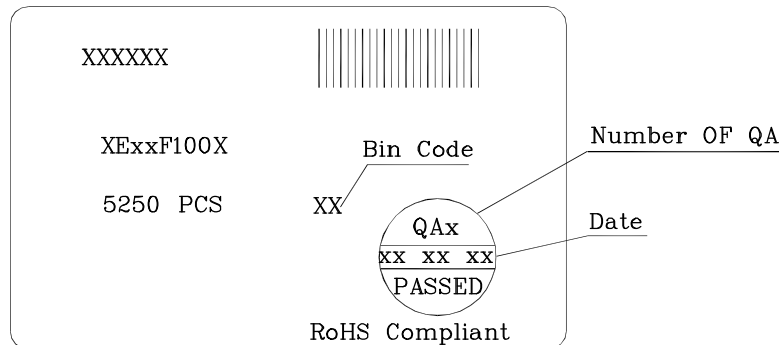 XXXXXX
XExxF100X
Bin Code
Number OF QA
5250 PCS
XX
QAx
Date
xx xx xx
PASSED
RoHS Compliant